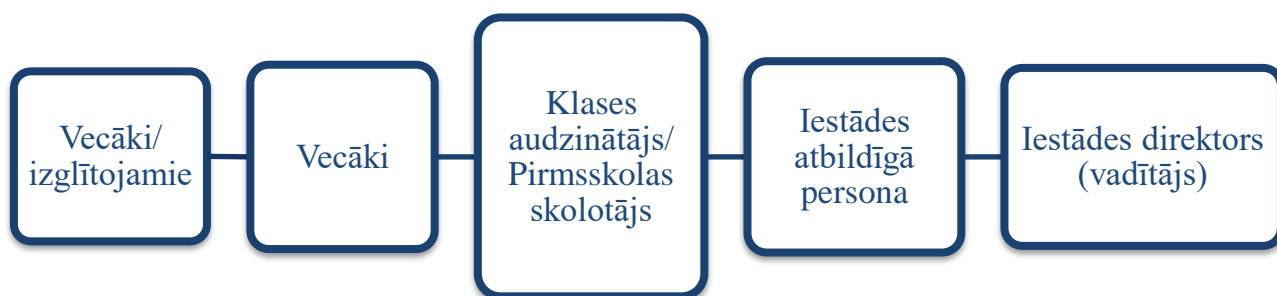 Vecāki/
izglītojamie
Vecāki
Klases
audzinātājs/
Pirmsskolas
skolotājs
Iestādes
atbildīgā
persona
Iestādes direktors
(vadītājs)